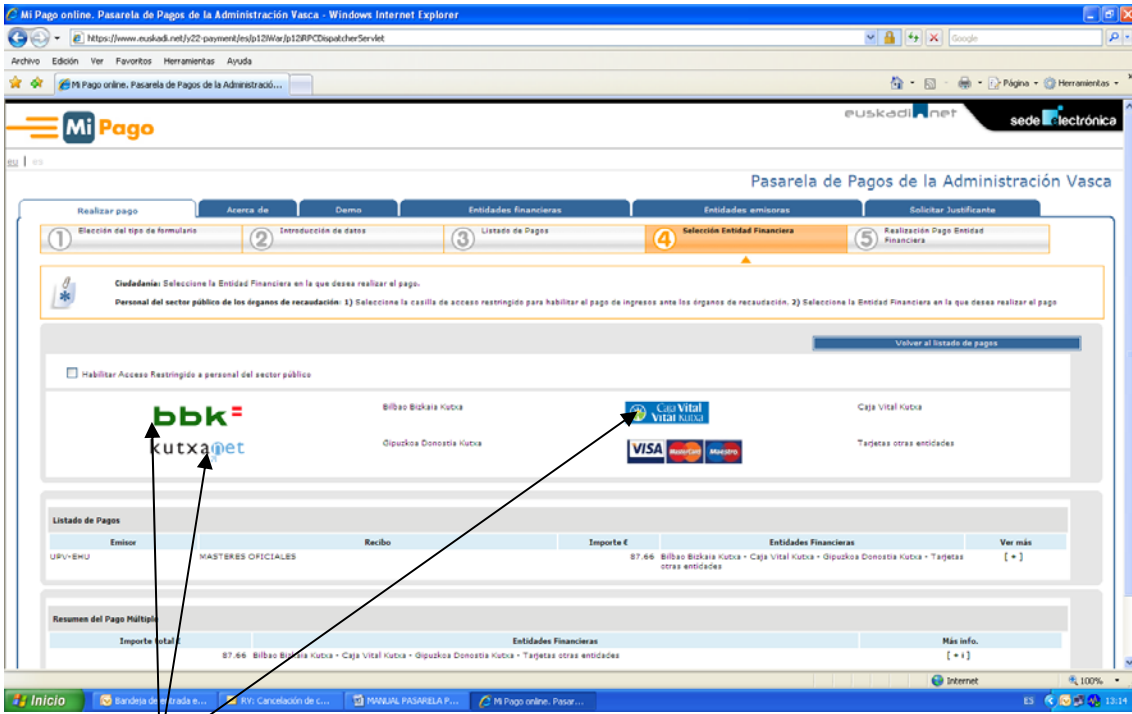 Mi Pago online. Pasarela de Pagos de la Administración Vasca - Windows Internet Explorer
https://www.euskadi.net/y22-payment/es/p12iWar/p12iRPCDispatcherServlet
Google
Archivo Edición Ver Favoritos Herramientas Ayuda
Mi Pago online. Pasarela de Pagos de la Administració...
Página Herramientas
Mi Pago
euskadi net
sede electrónica
eu | es
Pasarela de Pagos de la Administración Vasca
Realizar pago Acerca de Demo Entidades financieras Entidades emisoras Solicitar Justificante
1 Elección del tipo de formulario 2 Introducción de datos 3 Listado de Pagos 4 Selección Entidad Financiera 5 Realización Pago Entidad Financiera
Ciudadanía: Seleccione la Entidad Financiera en la que desea realizar el pago.
Personal del sector público de los órganos de recaudación: 1) Seleccione la casilla de acceso restringido para habilitar el pago de ingresos ante los órganos de recaudación. 2) Seleccione la Entidad Financiera en la que desea realizar el pago
Volver al listado de pagos
Habilitar Acceso Restringido a personal del sector público
bbk Bilbao Bizkaia Kutxa Caja Vital Vital Kutxa Caja Vital Kutxa
kutxanet Gipuzkoa Donostia Kutxa VISA MasterCard Maestro Tarjetas otras entidades
Listado de Pagos
Emisor Recibo Importe € Entidades Financieras Ver más
UPV-EHU MASTERES OFICIALES 87.66 Bilbao Bizkaia Kutxa - Caja Vital Kutxa - Gipuzkoa Donostia Kutxa - Tarjetas [ + ]
otras entidades
Resumen del Pago Múltiple
Importe total € Entidades Financieras Más info.
87.66 Bilbao Bizkaia Kutxa - Caja Vital Kutxa - Gipuzkoa Donostia Kutxa - Tarjetas otras entidades [ + i ]
Internet 100%
Inicio Bandeja de entrada e... RV: Cancelación de c... MANUAL PASARELA P... Mi Pago online. Pasar... ES 13:14